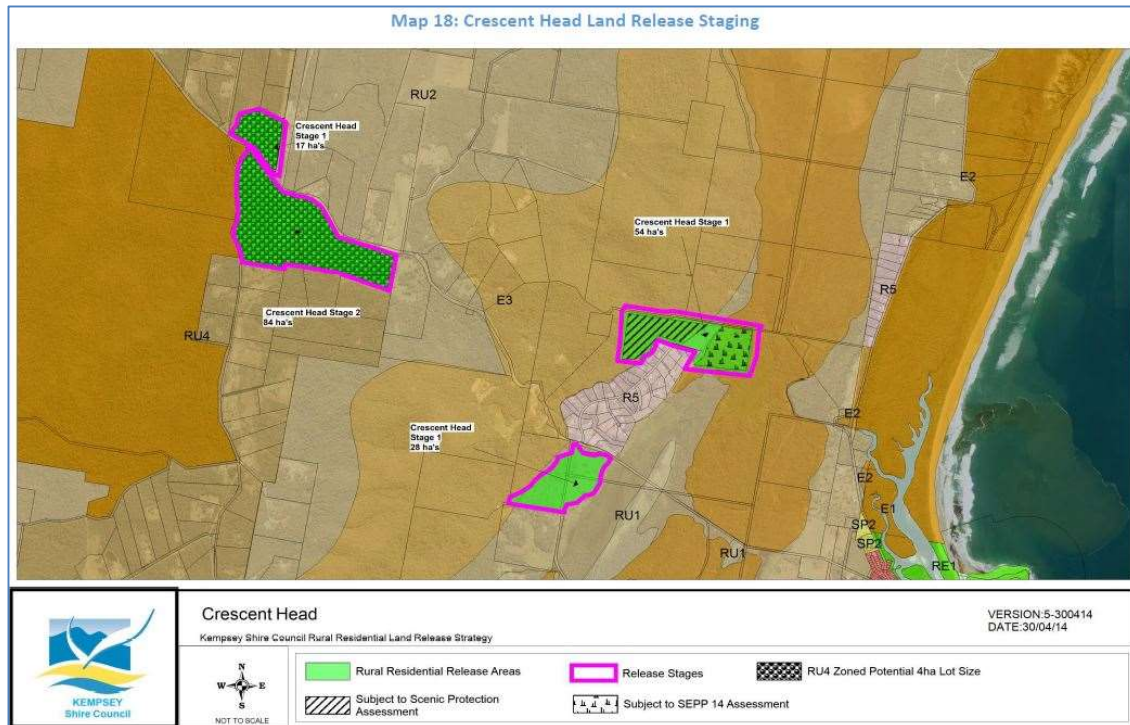 Map 18: Crescent Head Land Release Staging
RU2
Crescent Head
Stage 1
17 ha's
E2
Crescent Head Stage 1
54 ha's
R5
E3
Crescent Head Stage 2
84 ha's
RU4
R5
E2
Crescent Head
Stage 1
28 ha's
E2
E1
RU1
SP2
SP2
RU1
RE1
KEMPSEY
Shire Council
Crescent Head
Kempsey Shire Council Rural Residential Land Release Strategy
VERSION:5-300414
DATE:30/04/14
N
W E
S
NOT TO SCALE
Rural Residential Release Areas
Release Stages
RU4 Zoned Potential 4ha Lot Size
Subject to Scenic Protection
Assessment
Subject to SEPP 14 Assessment